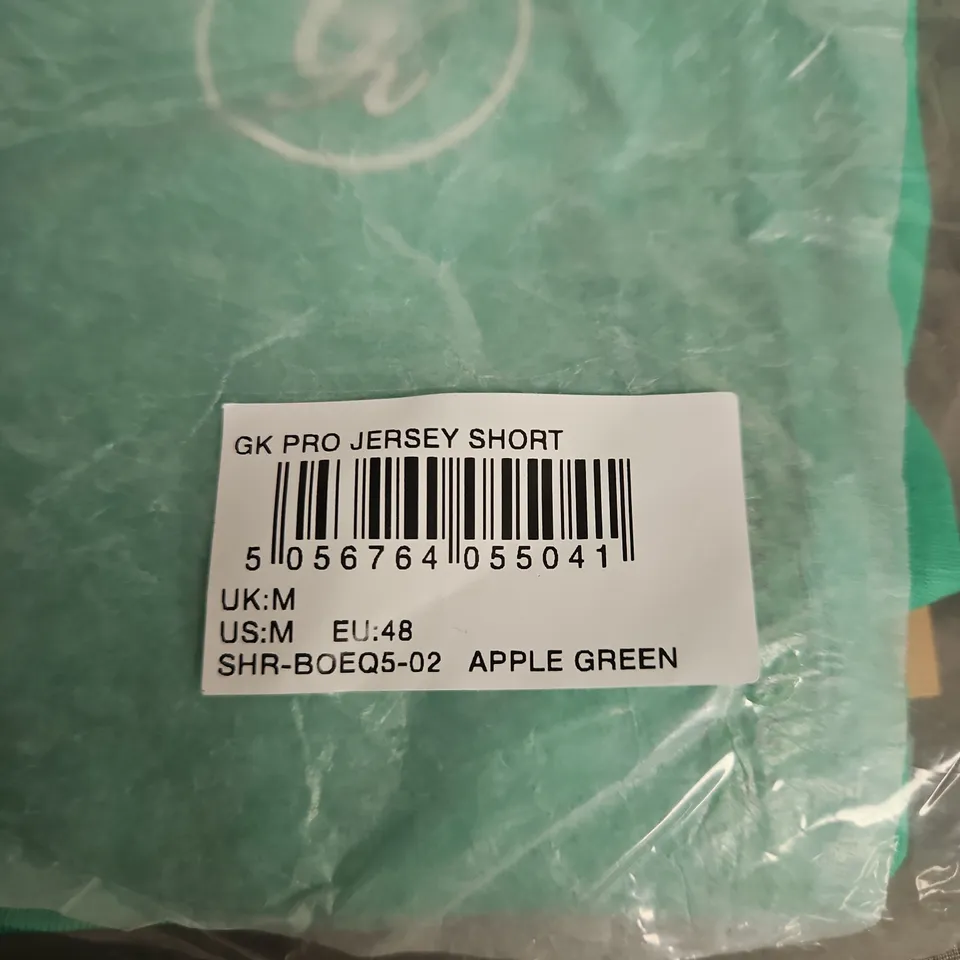 GK PRO JERSEY SHORT
5 056764 055041
UK:M
US:M EU:48
SHR-BOEQ5-02 APPLE GREEN